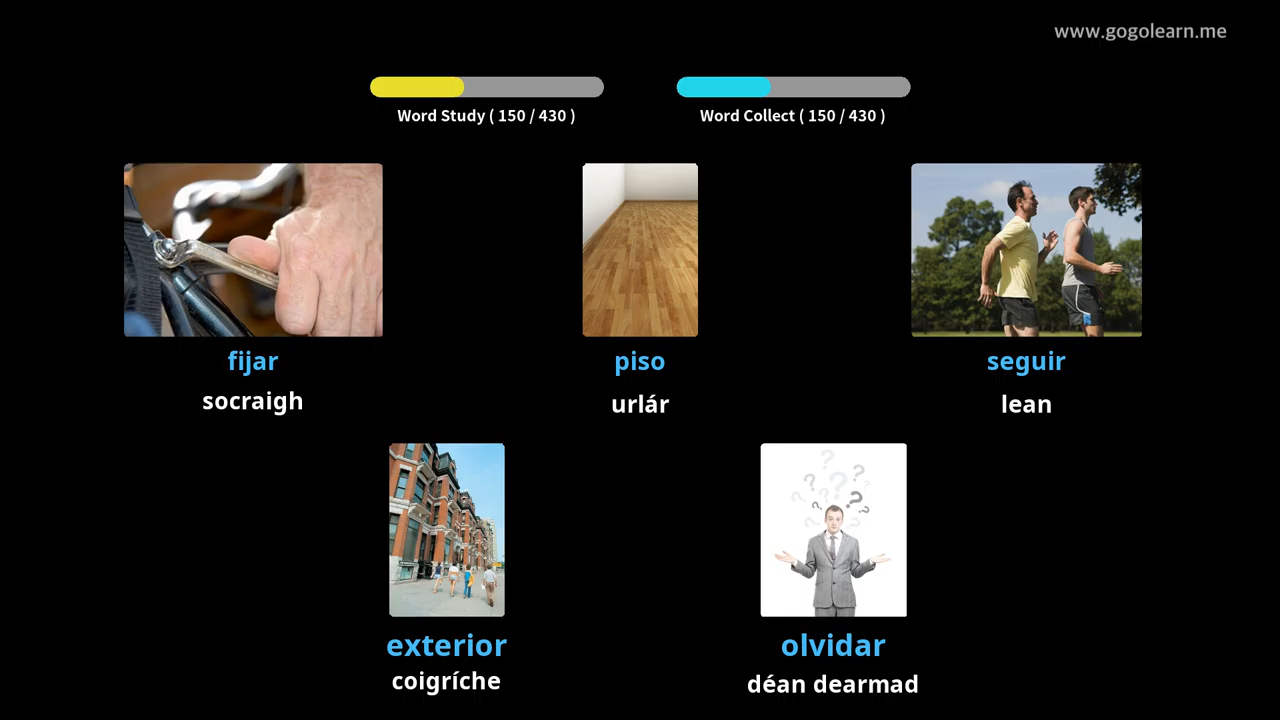 www.gogolearn.me
Word Study ( 150 / 430 )
Word Collect ( 150 / 430 )
fijar
socraigh
piso
urlár
seguir
lean
exterior
coigríche
olvidar
déan dearmad